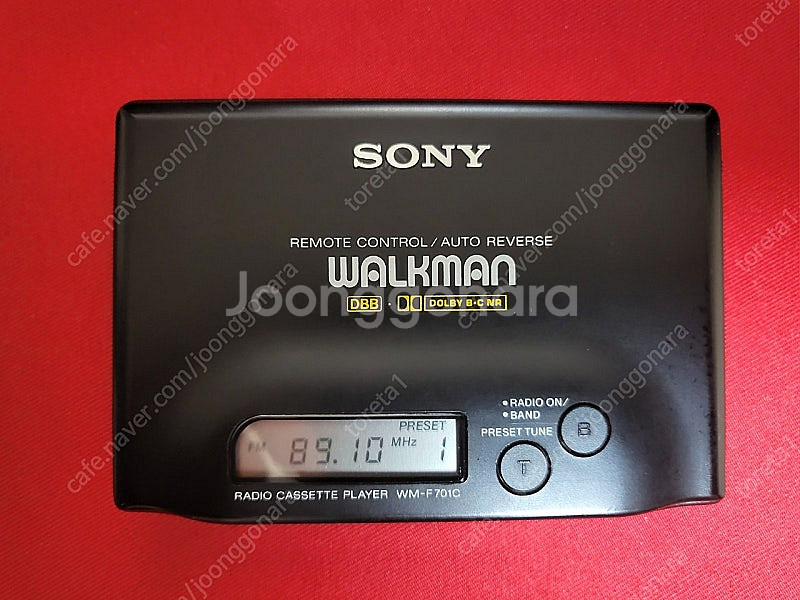 SONY
REMOTE CONTROL / AUTO REVERSE
WALKMAN
DBB · DOLBY B·C NR
Joonggonara
• RADIO ON/
• BAND
PRESET TUNE
B
T
PRESET
FM 89.10 MHz 1
RADIO CASSETTE PLAYER WM-F701C
cafe.naver.com/joonggonara
toreta1